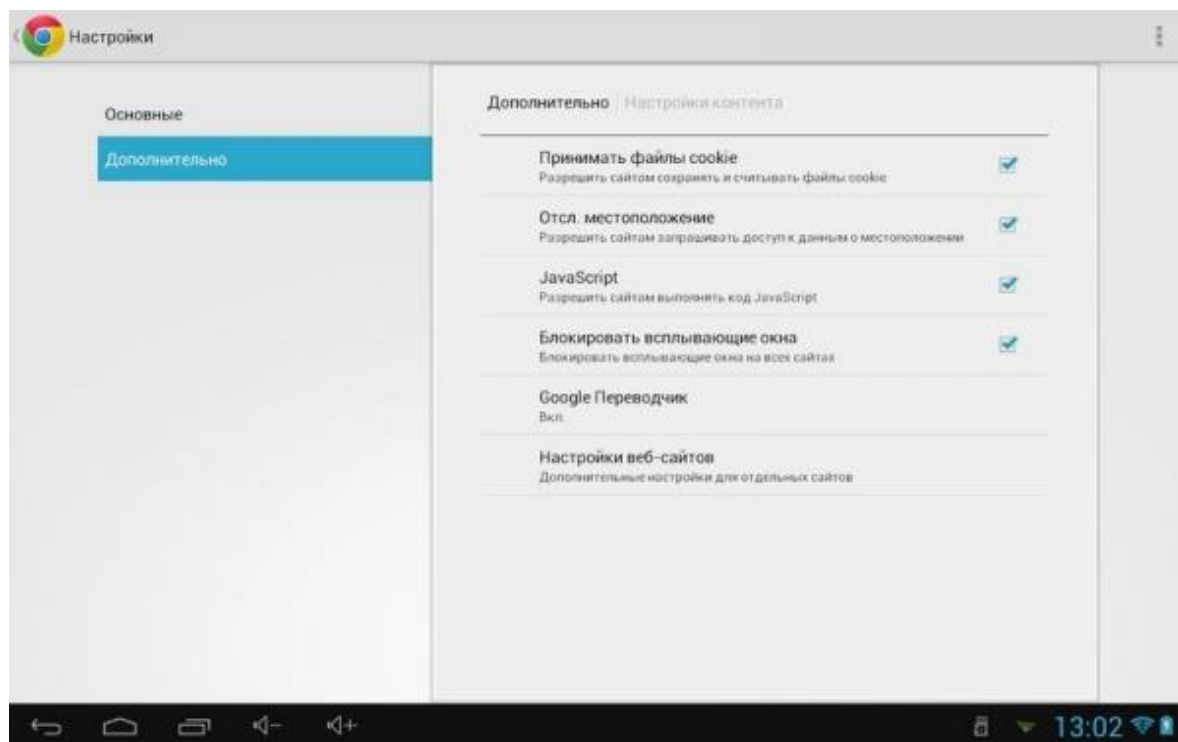 Настройки
Основные
Дополнительно
Дополнительно Настройки контента
Принимать файлы cookie
Разрешить сайтам сохранять и считывать файлы cookie
Отсл. местоположение
Разрешить сайтам запрашивать доступ к данным о местоположении
JavaScript
Разрешить сайтам выполнять код JavaScript
Блокировать всплывающие окна
Блокировать всплывающие окна на всех сайтах
Google Переводчик
Вкл.
Настройки веб-сайтов
Дополнительные настройки для отдельных сайтов
13:02